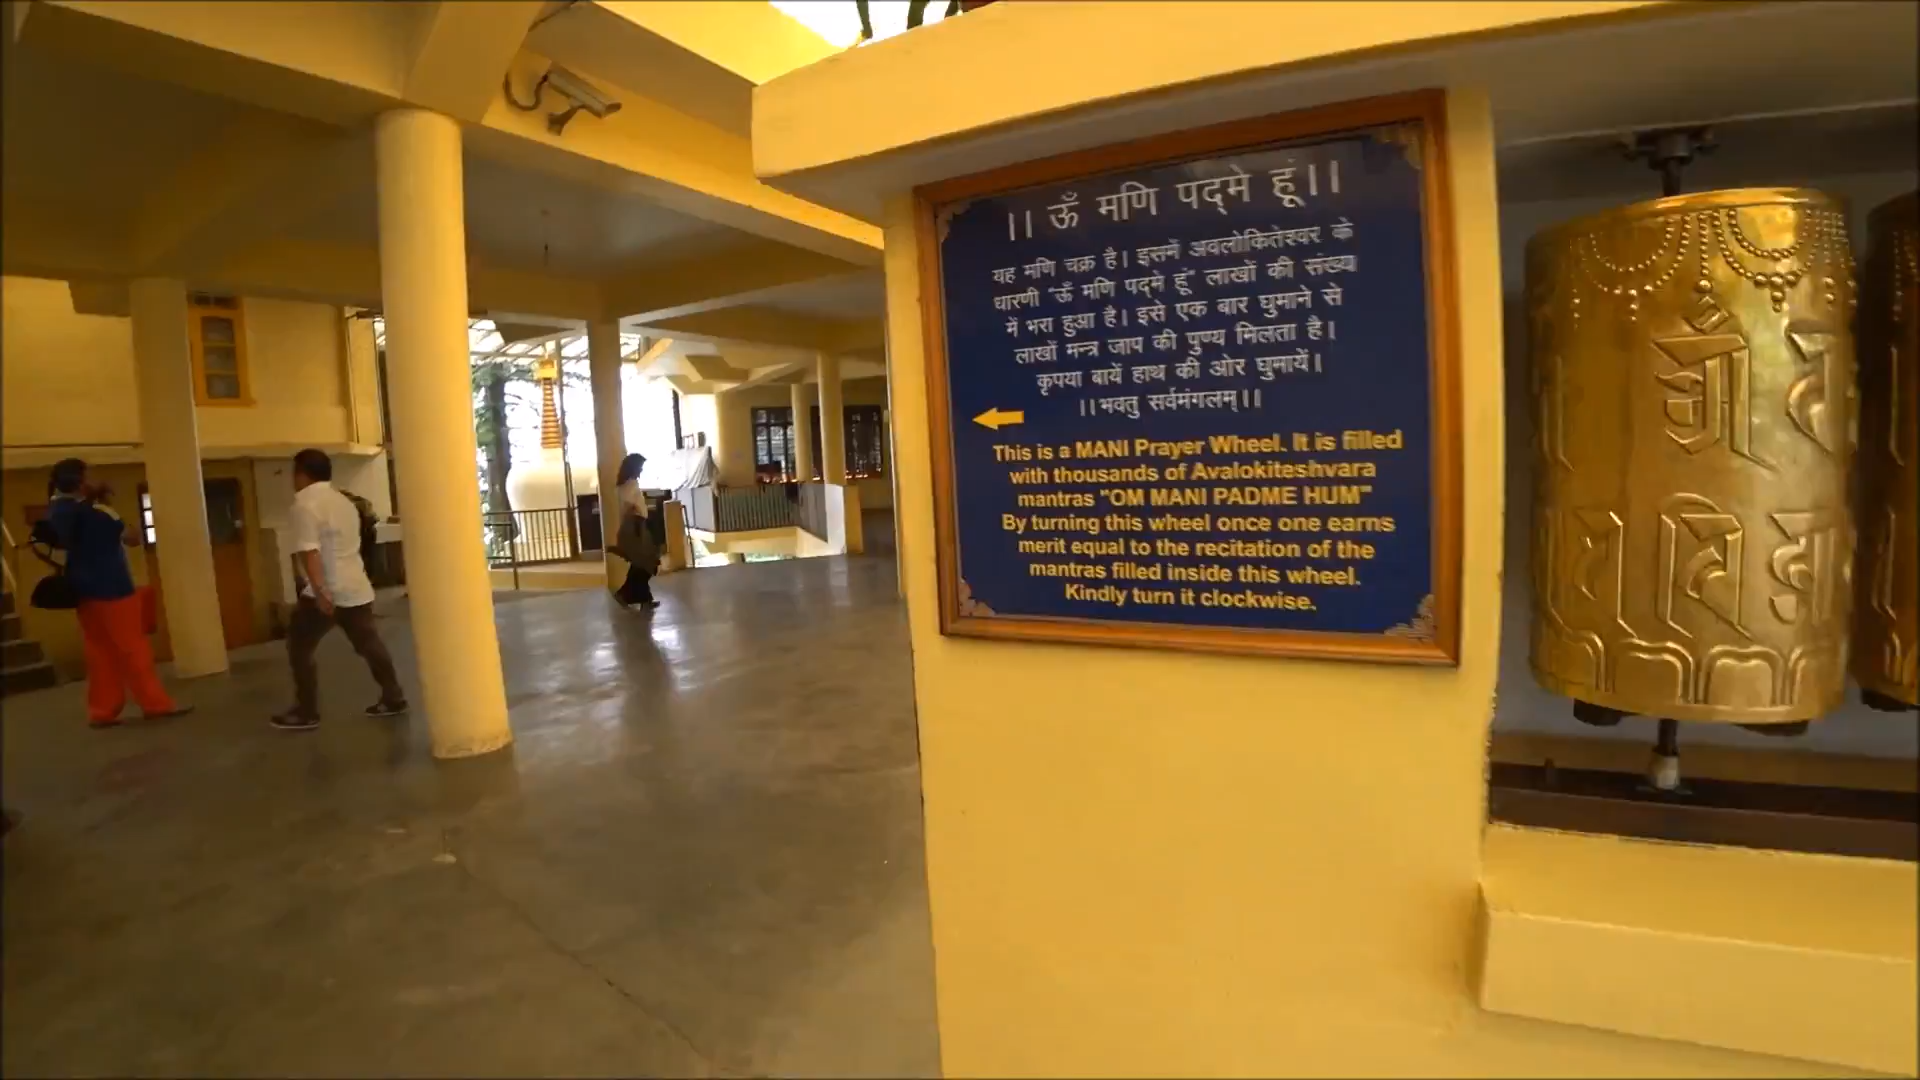 ।। ॐ मणि पद्मे हूं ।।
यह मणि चक्र है। इसमें अवलोकितेश्वर के
धारणी "ॐ मणि पद्मे हूं" लाखों की संख्या
में भरा हुआ है। इसे एक बार घुमाने से
लाखों मन्त्र जाप की पुण्य मिलता है।
कृपया बायें हाथ की ओर घुमायें।
।। भवतु सर्वमंगलम् ।।
This is a MANI Prayer Wheel. It is filled
with thousands of Avalokiteshvara
mantras "OM MANI PADME HUM"
By turning this wheel once one earns
merit equal to the recitation of the
mantras filled inside this wheel.
Kindly turn it clockwise.